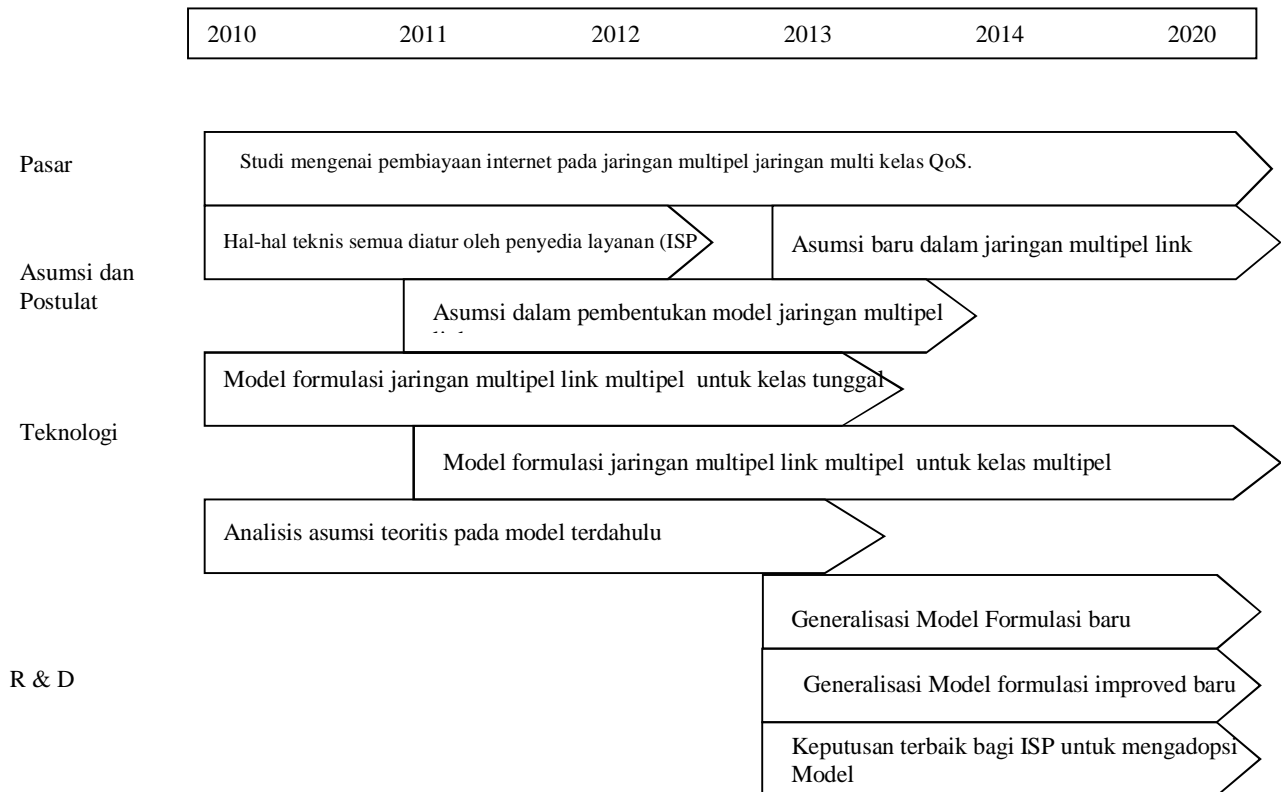 2010 2011 2012 2013 2014 2020
Pasar
Studi mengenai pembiayaan internet pada jaringan multipel jaringan multi kelas QoS.
Asumsi dan
Postulat
Hal-hal teknis semua diatur oleh penyedia layanan (ISP
Asumsi baru dalam jaringan multipel link
Asumsi dalam pembentukan model jaringan multipel
Teknologi
Model formulasi jaringan multipel link multipel untuk kelas tunggal
Model formulasi jaringan multipel link multipel untuk kelas multipel
Analisis asumsi teoritis pada model terdahulu
R & D
Generalisasi Model Formulasi baru
Generalisasi Model formulasi improved baru
Keputusan terbaik bagi ISP untuk mengadopsi
Model